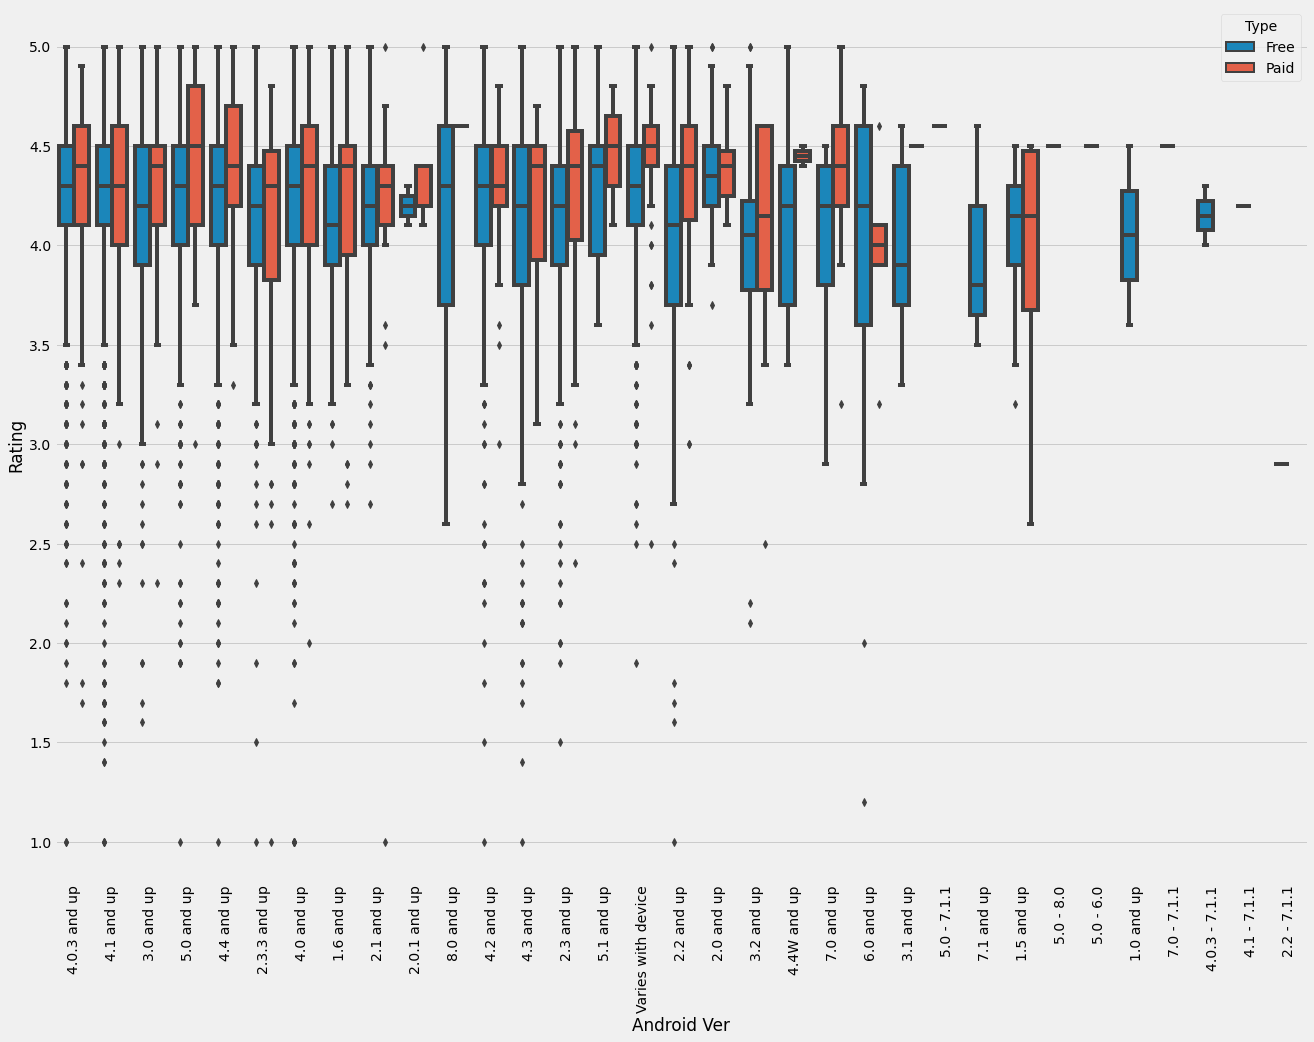 Type
Free
Paid
5.0
4.5
4.0
3.5
3.0
2.5
2.0
1.5
1.0
Rating
4.0.3 and up
4.1 and up
3.0 and up
5.0 and up
4.4 and up
2.3.3 and up
4.0 and up
1.6 and up
2.1 and up
2.0.1 and up
8.0 and up
4.2 and up
4.3 and up
2.3 and up
5.1 and up
Varies with device
2.2 and up
2.0 and up
3.2 and up
4.4W and up
7.0 and up
6.0 and up
3.1 and up
5.0 - 7.1.1
7.1 and up
1.5 and up
5.0 - 8.0
5.0 - 6.0
1.0 and up
7.0 - 7.1.1
4.0.3 - 7.1.1
4.1 - 7.1.1
2.2 - 7.1.1
Android Ver